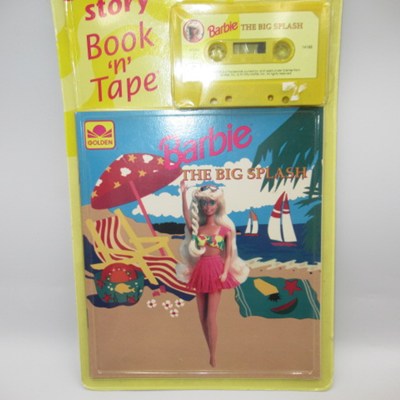 story
Book
'n'
Tape
Barbie THE BIG SPLASH
GOLDEN
Barbie
THE BIG SPLASH